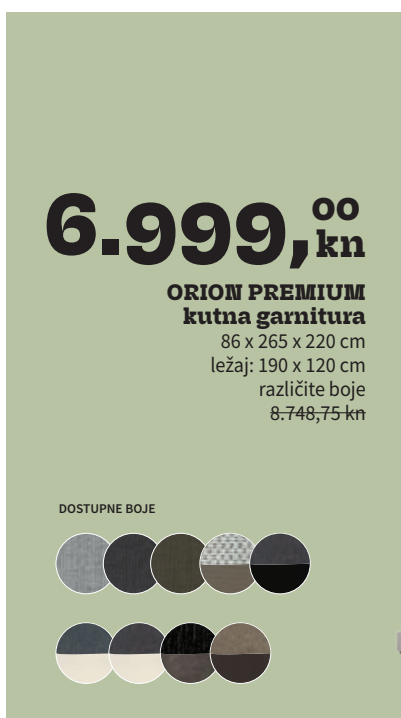 6.999,00 kn
ORION PREMIUM
kutna garnitura
86 x 265 x 220 cm
ležaj: 190 x 120 cm
različite boje
8.748,75 kn
DOSTUPNE BOJE